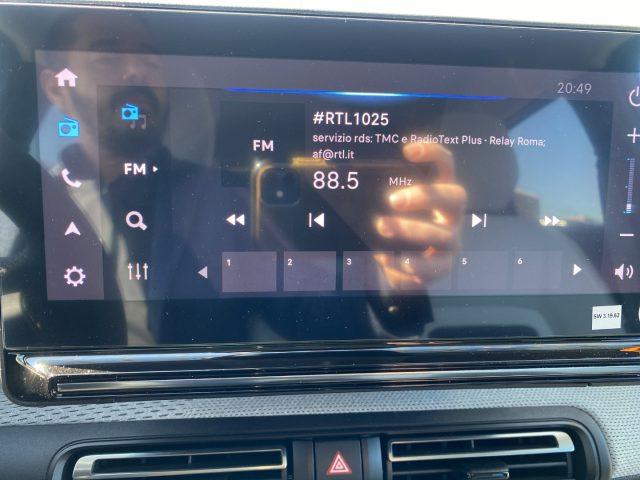 20:49
#RTL1025
servizio rds: TMC e RadioText Plus - Relay Roma;
af@rtl.it
FM
FM
88.5 MHz
1 2 3 4 5 6
SW 3.19.62